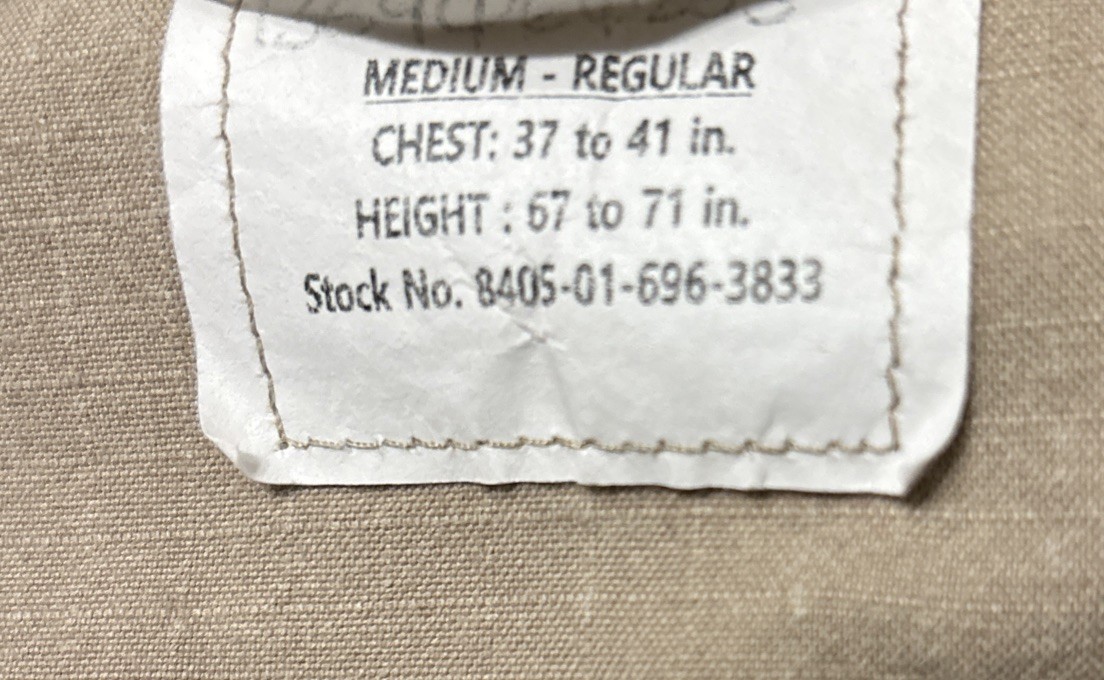 MEDIUM - REGULAR
CHEST: 37 to 41 in.
HEIGHT : 67 to 71 in.
Stock No. 8405-01-696-3833